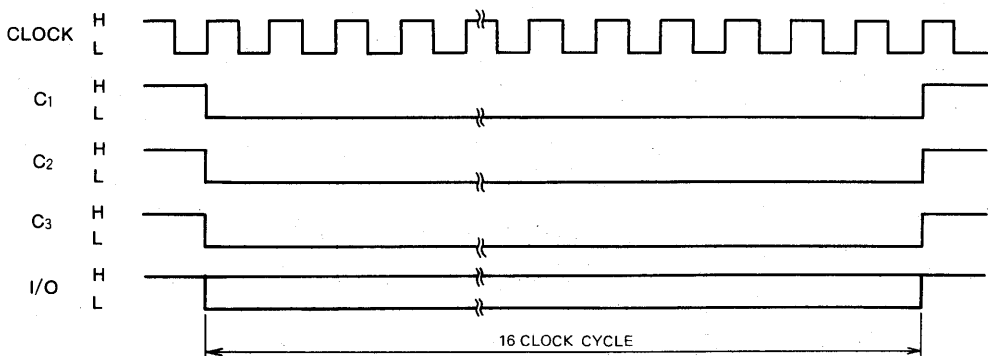 CLOCK H
L
C1 H
L
C2 H
L
C3 H
L
I/O H
L
16 CLOCK CYCLE